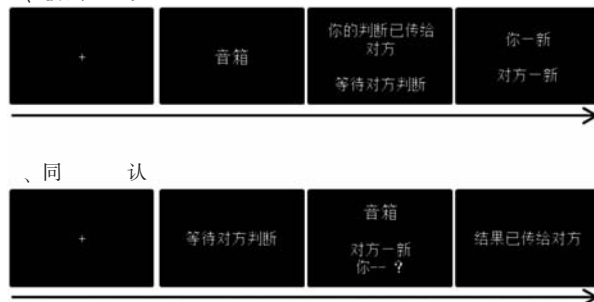 +
音箱
你的判断已传给
对方
等待对方判断
你一新
对方一新
、同 认
+
等待对方判断
音箱
对方一新
你-- ?
结果已传给对方